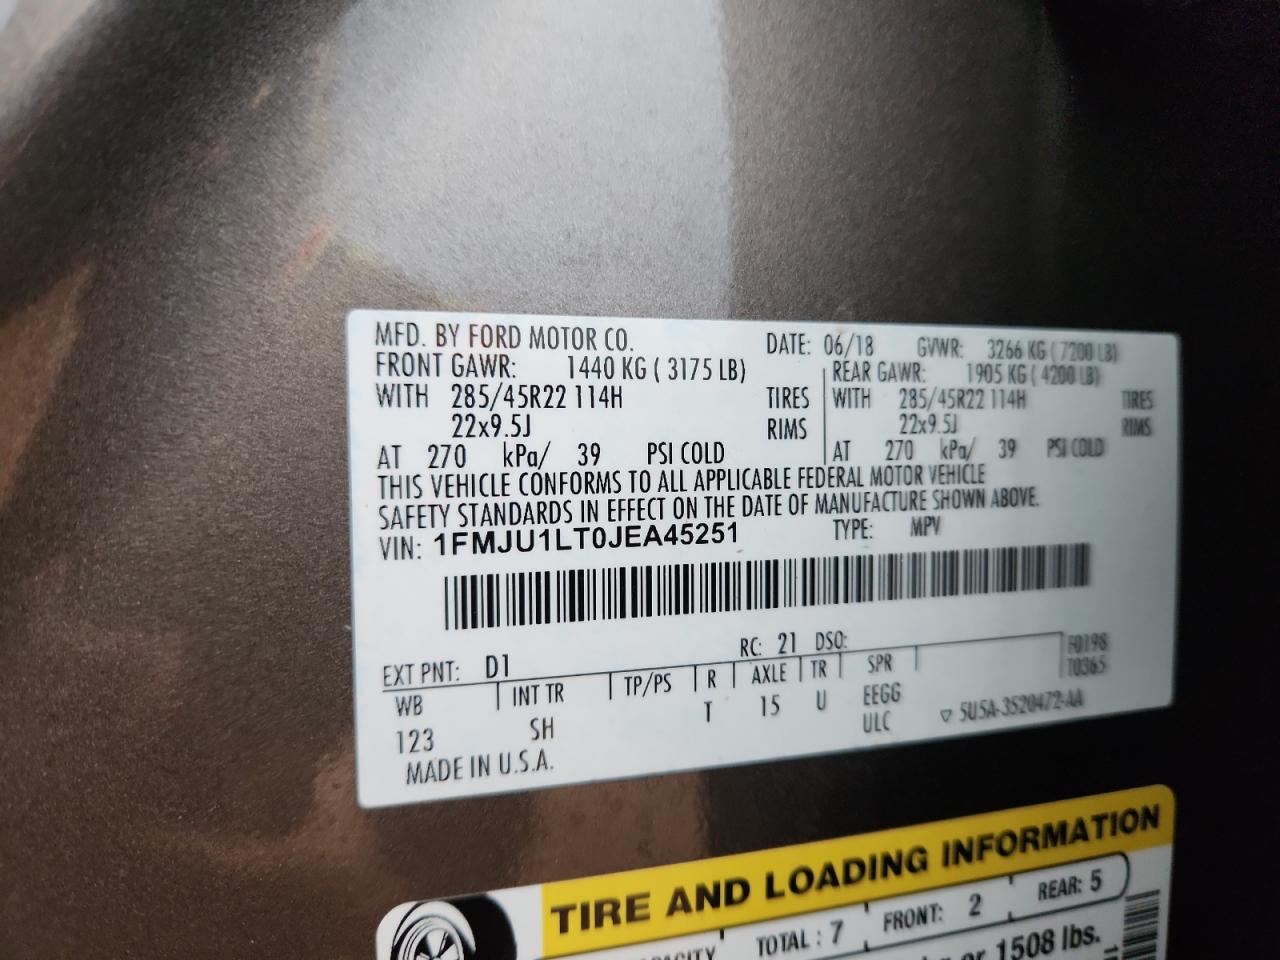 MFD. BY FORD MOTOR CO. DATE: 06/18 GVWR: 3266 KG ( 7200 LB)
FRONT GAWR: 1440 KG ( 3175 LB) REAR GAWR: 1905 KG ( 4200 LB)
WITH 285/45R22 114H TIRES WITH 285/45R22 114H TIRES
22x9.5J RIMS 22x9.5J RIMS
AT 270 kPa/ 39 PSI COLD AT 270 kPa/ 39 PSI COLD
THIS VEHICLE CONFORMS TO ALL APPLICABLE FEDERAL MOTOR VEHICLE
SAFETY STANDARDS IN EFFECT ON THE DATE OF MANUFACTURE SHOWN ABOVE.
VIN: 1FMJU1LT0JEA45251 TYPE: MPV
EXT PNT: D1 RC: 21 DSO: F0198
WB INT TR TP/PS R AXLE TR SPR T0365
123 SH T 15 U EEGG
ULC ▽ 5U5A-3520472-AA
MADE IN U.S.A.
TIRE AND LOADING INFORMATION
TOTAL : 7 FRONT: 2 REAR: 5
or 1508 lbs.